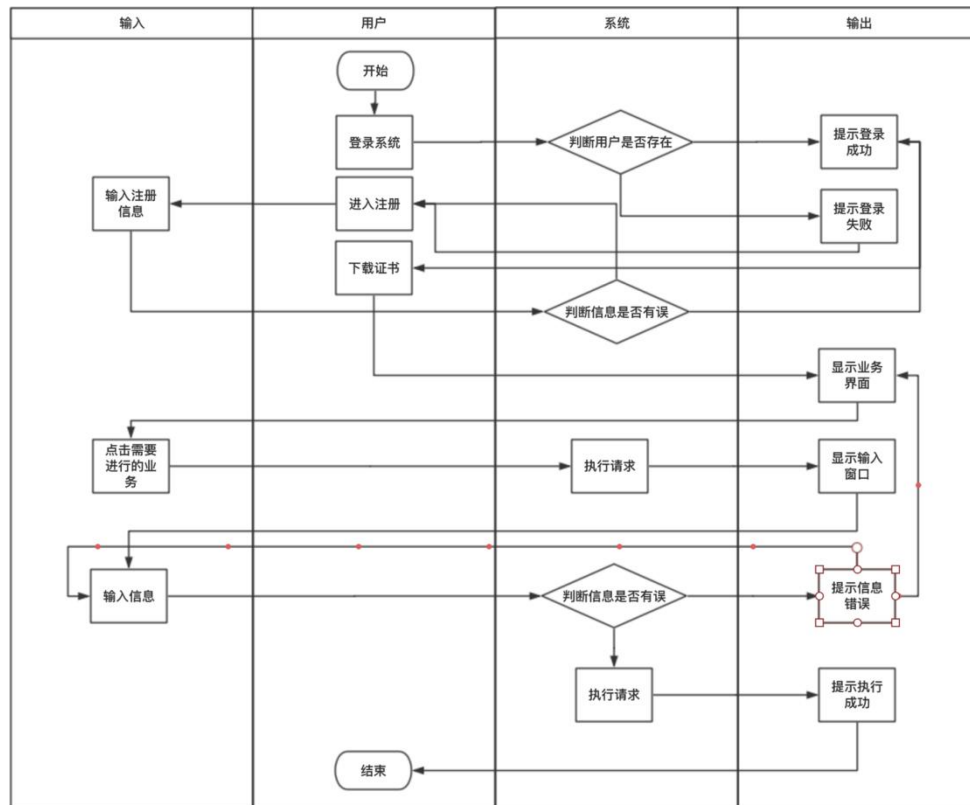 输入
用户
系统
输出
开始
登录系统
判断用户是否存在
提示登录
成功
输入注册
信息
进入注册
提示登录
失败
下载证书
判断信息是否有误
显示业务
界面
点击需要
进行的业
务
执行请求
显示输入
窗口
输入信息
判断信息是否有误
提示信息
错误
执行请求
提示执行
成功
结束